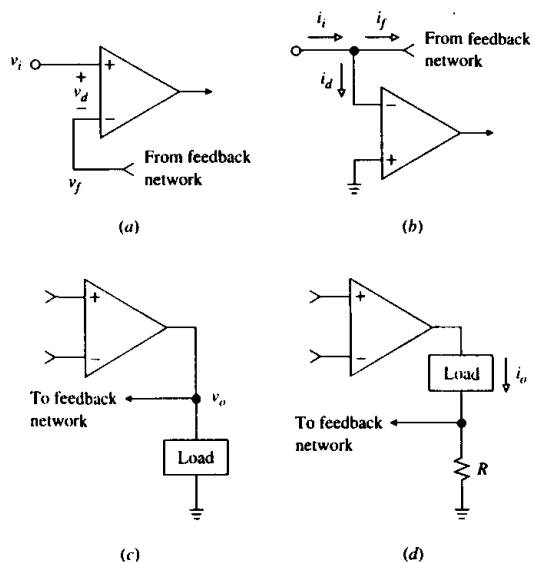 v_i
+
v_d
−
+
−
From feedback
network
v_f
(a)
i_i
i_f
From feedback
network
i_d
−
+
(b)
+
−
To feedback
network
v_o
Load
(c)
+
−
Load
i_o
To feedback
network
R
(d)